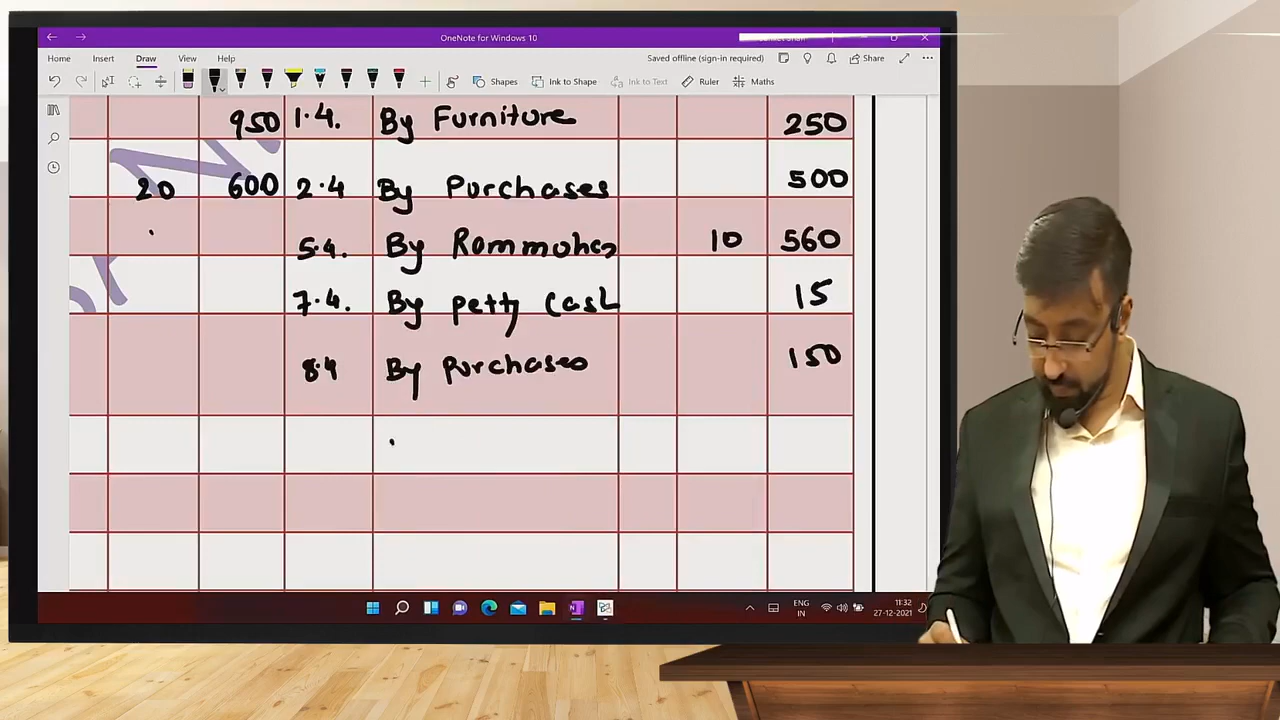 OneNote for Windows 10
Home Insert Draw View Help Saved offline (sign-in required) Share
Shapes Ink to Shape Ink to Text Ruler Maths
950 1.4. By Furniture 250
20 600 2.4 By Purchases 500
5.4. By Rammohan 10 560
7.4. By petty cash 15
8.4 By purchases 150
ENG
IN
11:32
27-12-2021